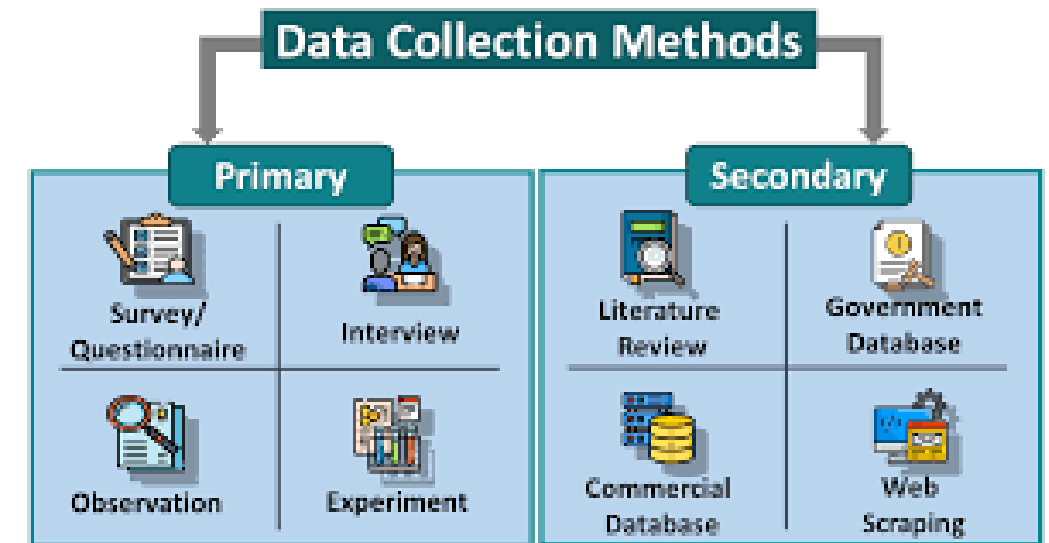 Data Collection Methods
Primary
Survey/
Questionnaire
Interview
Observation
Experiment
Secondary
Literature
Review
Government
Database
Commercial
Database
Web
Scraping